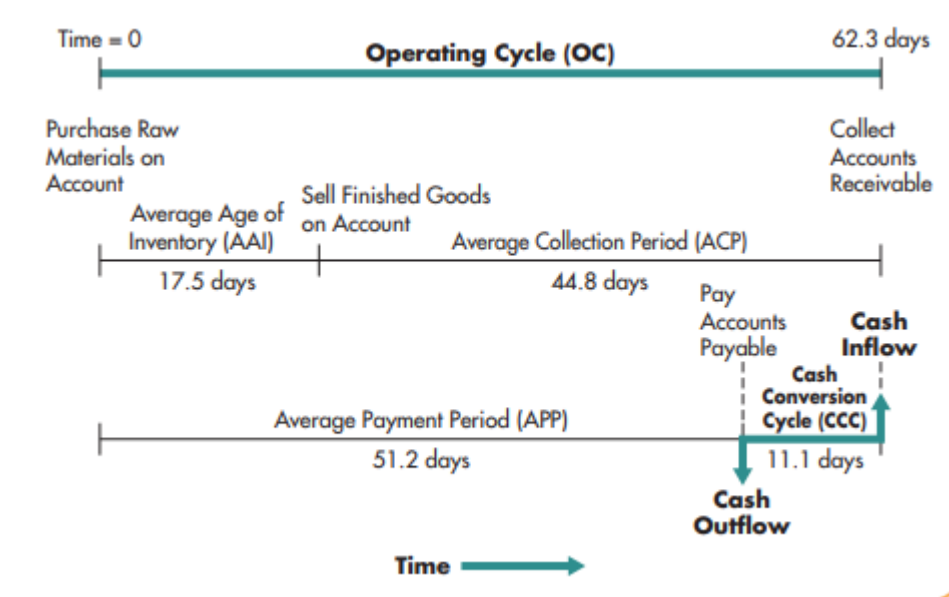 Time = 0
62.3 days
Operating Cycle (OC)
Purchase Raw
Materials on
Account
Collect
Accounts
Receivable
Average Age of
Inventory (AAI)
Sell Finished Goods
on Account
Average Collection Period (ACP)
17.5 days
44.8 days
Pay
Accounts
Payable
Cash
Inflow
Cash
Conversion
Cycle (CCC)
Average Payment Period (APP)
51.2 days
11.1 days
Cash
Outflow
Time